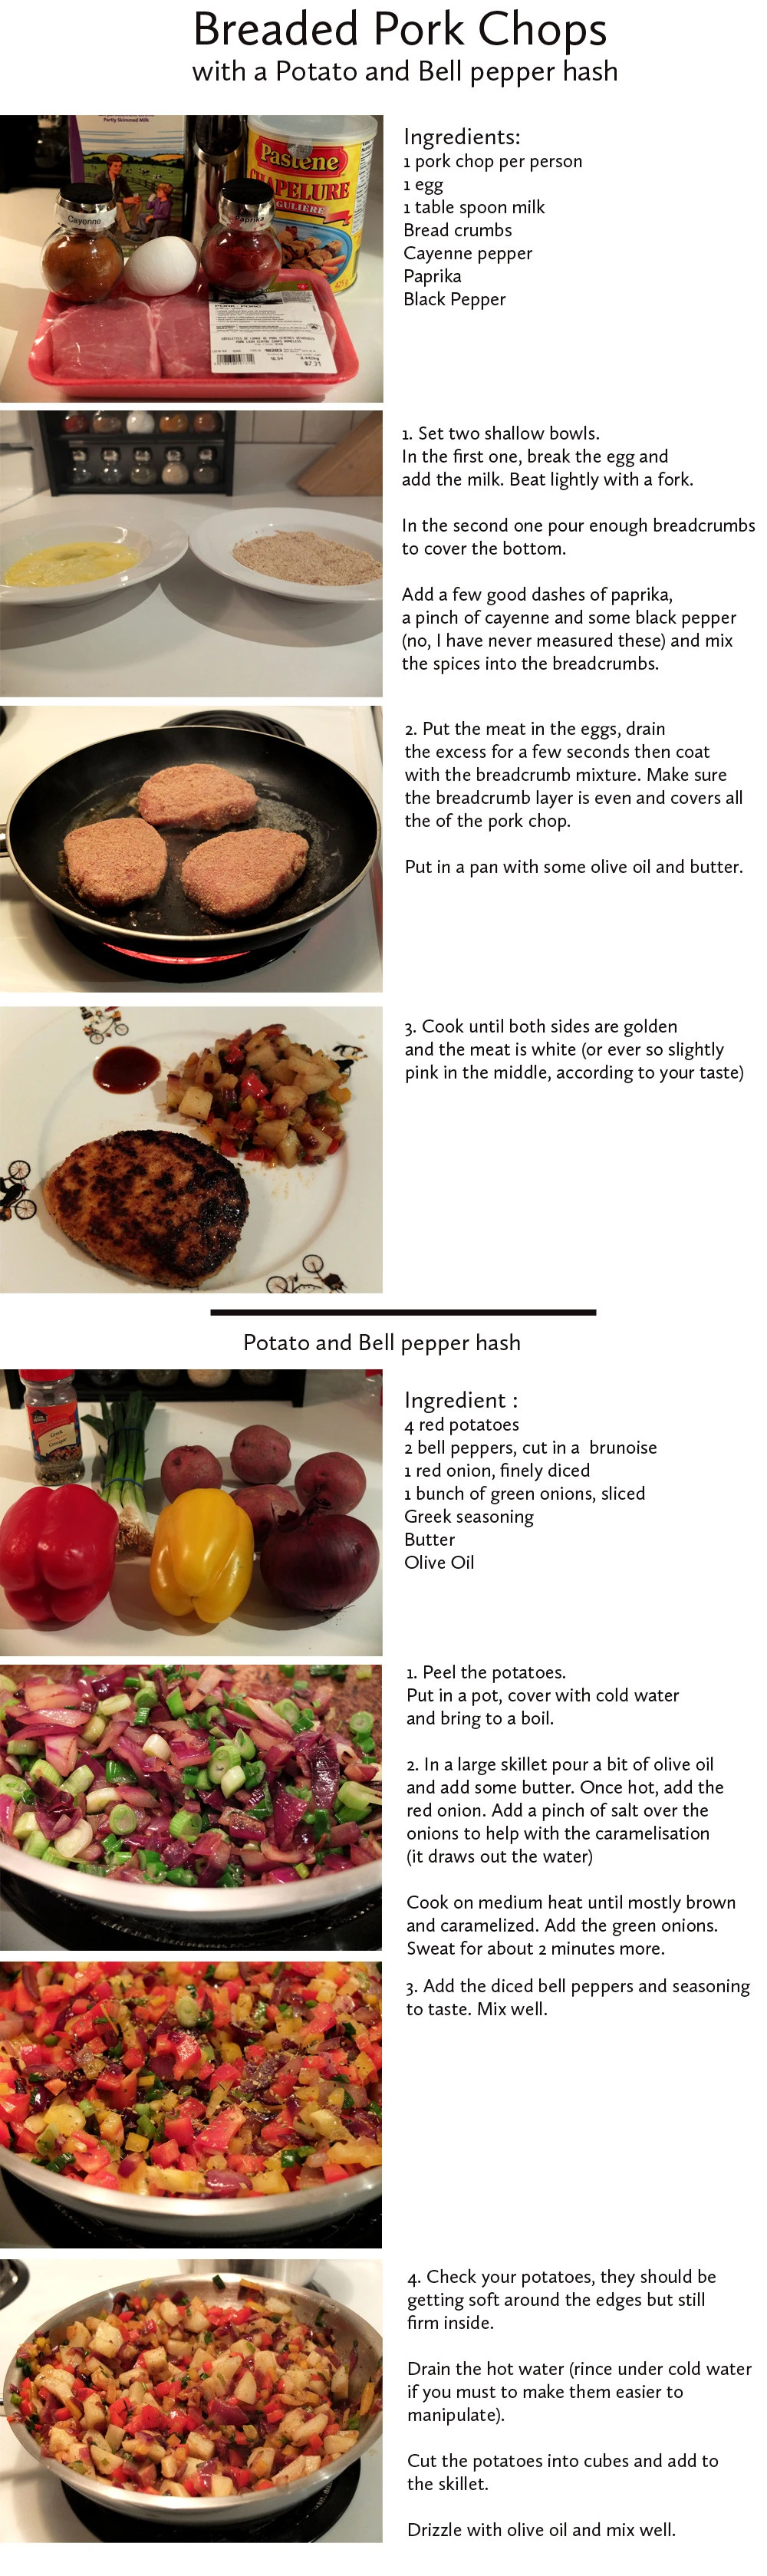 Breaded Pork Chops
with a Potato and Bell pepper hash
Partly Skimmed Milk
Pastene
CHAPELURE
GULIERE
425 g
Cayenne
Paprika
Ingredients:
1 pork chop per person
1 egg
1 table spoon milk
Bread crumbs
Cayenne pepper
Paprika
Black Pepper
1. Set two shallow bowls.
In the first one, break the egg and
add the milk. Beat lightly with a fork.
In the second one pour enough breadcrumbs
to cover the bottom.
Add a few good dashes of paprika,
a pinch of cayenne and some black pepper
(no, I have never measured these) and mix
the spices into the breadcrumbs.
2. Put the meat in the eggs, drain
the excess for a few seconds then coat
with the breadcrumb mixture. Make sure
the breadcrumb layer is even and covers all
the of the pork chop.
Put in a pan with some olive oil and butter.
3. Cook until both sides are golden
and the meat is white (or ever so slightly
pink in the middle, according to your taste)
Potato and Bell pepper hash
Greek
Ingredient :
4 red potatoes
2 bell peppers, cut in a  brunoise
1 red onion, finely diced
1 bunch of green onions, sliced
Greek seasoning
Butter
Olive Oil
1. Peel the potatoes.
Put in a pot, cover with cold water
and bring to a boil.
2. In a large skillet pour a bit of olive oil
and add some butter. Once hot, add the
red onion. Add a pinch of salt over the
onions to help with the caramelisation
(it draws out the water)
Cook on medium heat until mostly brown
and caramelized. Add the green onions.
Sweat for about 2 minutes more.
3. Add the diced bell peppers and seasoning
to taste. Mix well.
4. Check your potatoes, they should be
getting soft around the edges but still
firm inside.
Drain the hot water (rince under cold water
if you must to make them easier to
manipulate).
Cut the potatoes into cubes and add to
the skillet.
Drizzle with olive oil and mix well.